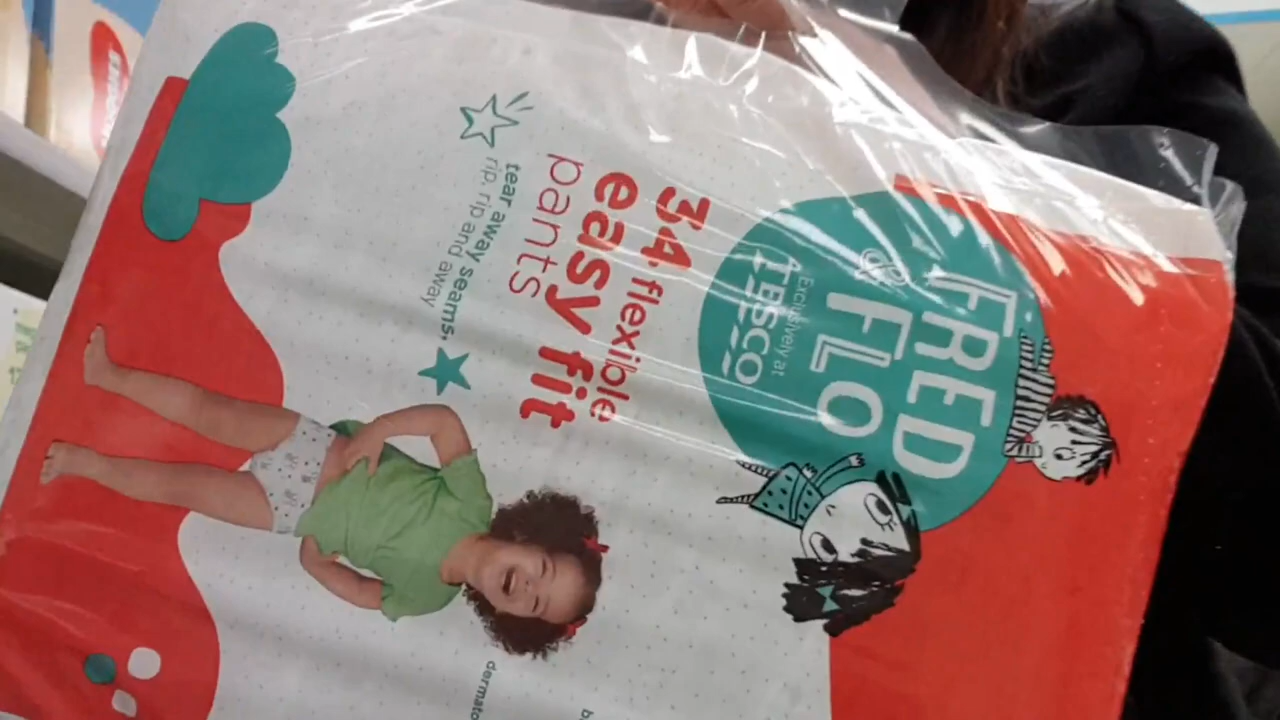 FRED
&
FLO
Exclusively at
TESCO
34 flexible
easy fit
pants
tear away seams,
rip, rip and away